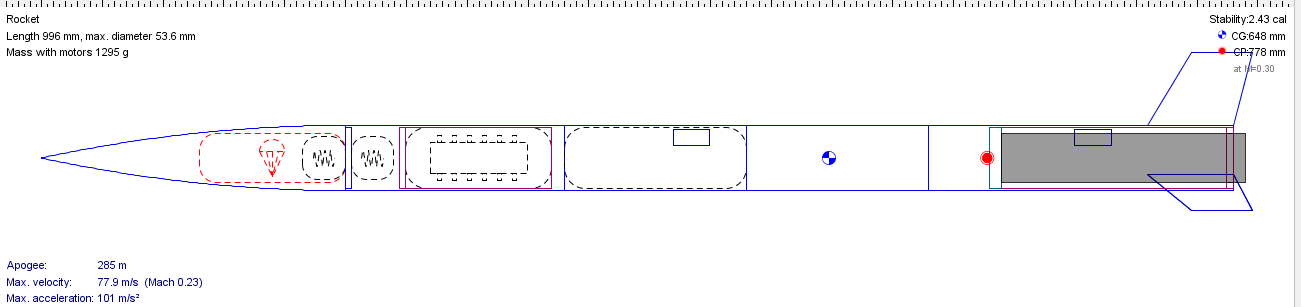 Rocket
Length 996 mm, max. diameter 53.6 mm
Mass with motors 1295 g
Stability:2.43 cal
CG:648 mm
CP:778 mm
at M=0.30
Apogee: 285 m
Max. velocity: 77.9 m/s (Mach 0.23)
Max. acceleration: 101 m/s²